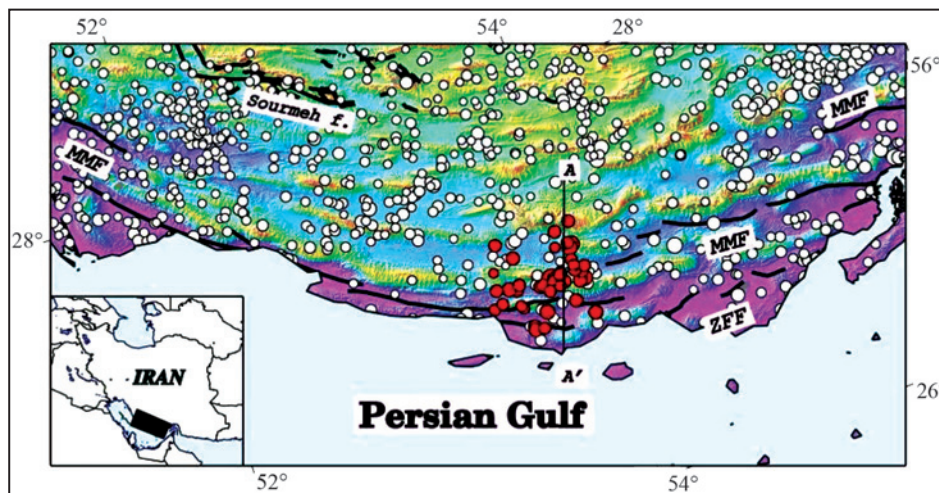 52°
54°
28°
56°
MMF
Sourmeh f.
MMF
A
28°
MMF
ZFF
A'
IRAN
Persian Gulf
26°
52°
54°